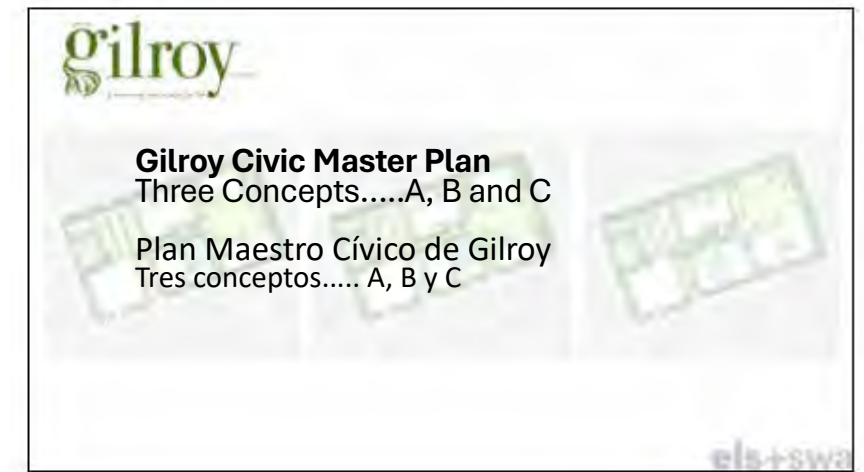 gilroy
Gilroy Civic Master Plan
Three Concepts.....A, B and C
Plan Maestro Cívico de Gilroy
Tres conceptos..... A, B y C
els+swa